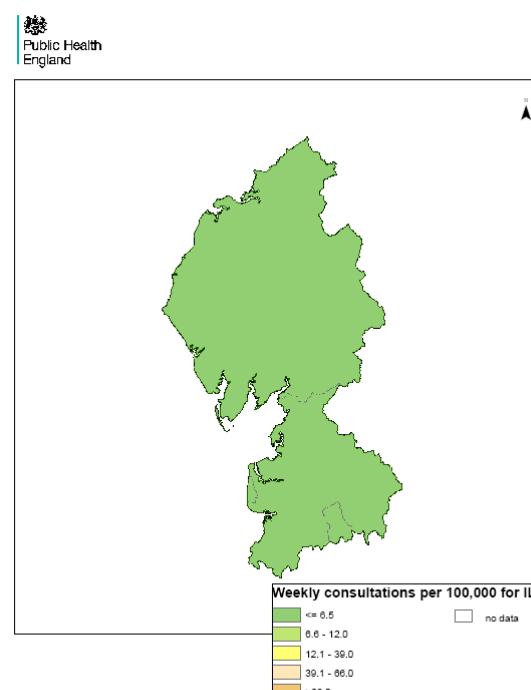 Public Health
England
Weekly consultations per 100,000 for
<= 6.5
no data
6.6 - 12.0
12.1 - 39.0
39.1 - 66.0